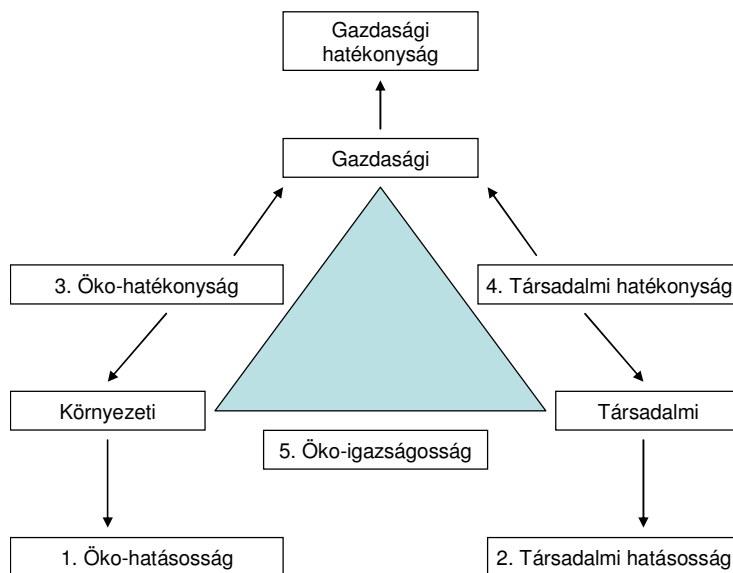 Gazdasági
hatékonyság
Gazdasági
3. Öko-hatékonyság
4. Társadalmi hatékonyság
Környezeti
Társadalmi
5. Öko-igazságosság
1. Öko-hatásosság
2. Társadalmi hatásosság